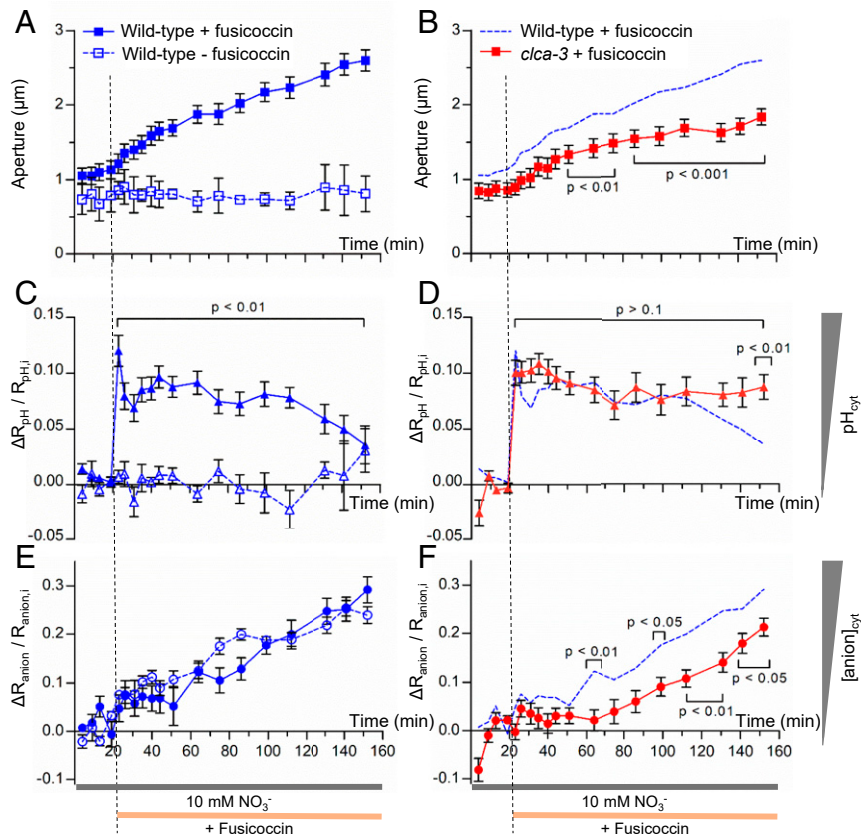 A
Wild-type + fusicoccin
Wild-type - fusicoccin
Aperture (µm)
3
2
1
0
Time (min)
B
Wild-type + fusicoccin
clca-3 + fusicoccin
Aperture (µm)
3
2
1
0
p < 0.01
p < 0.001
Time (min)
C
ΔRpH / RpH,i
0.15
0.10
0.05
0.00
-0.05
p < 0.01
Time (min)
D
ΔRpH / RpH,i
0.15
0.10
0.05
0.00
-0.05
p > 0.1
p < 0.01
Time (min)
pHcyt
E
ΔRanion / Ranion,i
0.3
0.2
0.1
0.0
-0.1
Time (min)
20 40 60 80 100 120 140 160
10 mM NO₃⁻
+ Fusicoccin
F
ΔRanion / Ranion,i
0.3
0.2
0.1
0.0
-0.1
p < 0.01
p < 0.05
p < 0.01
p < 0.05
Time (min)
20 40 60 80 100 120 140 160
10 mM NO₃⁻
+ Fusicoccin
[anion]cyt